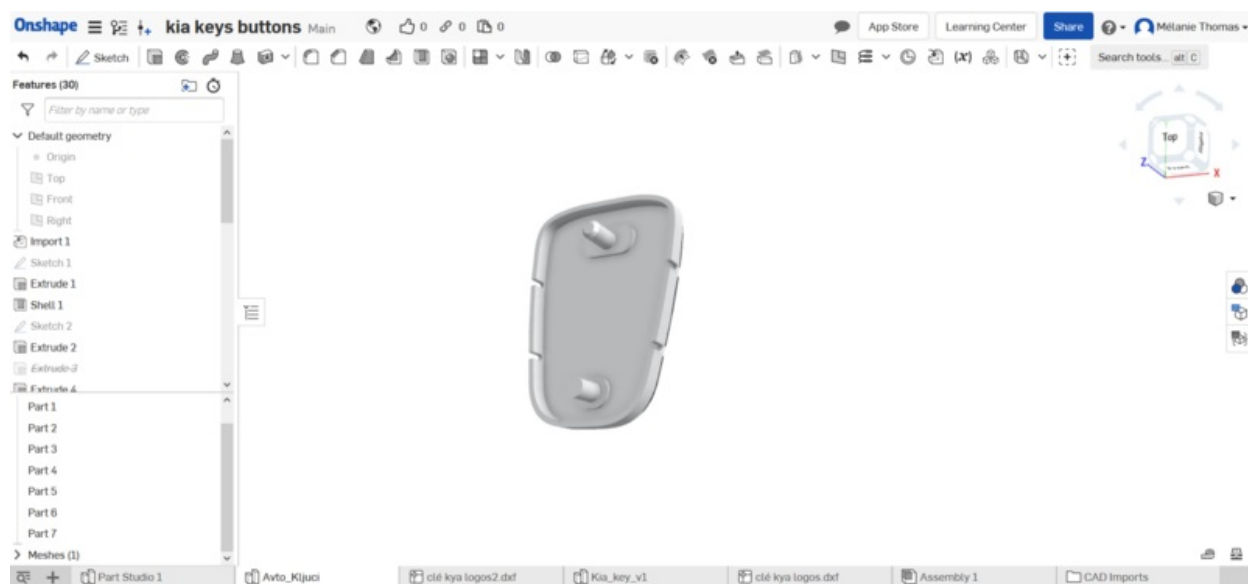 Onshape kia keys buttons Main 0 0 0 App Store Learning Center Share Mélanie Thomas
Sketch (x) Search tools... alt C
Features (30)
Filter by name or type
Default geometry
Origin
Top
Front
Right
Import 1
Sketch 1
Extrude 1
Shell 1
Sketch 2
Extrude 2
Extrude 3
Extrude 4
Part 1
Part 2
Part 3
Part 4
Part 5
Part 6
Part 7
Meshes (1)
Top
Z
X
Part Studio 1 Avto_Kljuci clé kya logos2.dxf Kia_key_v1 clé kya logos.dxf Assembly 1 CAD Imports